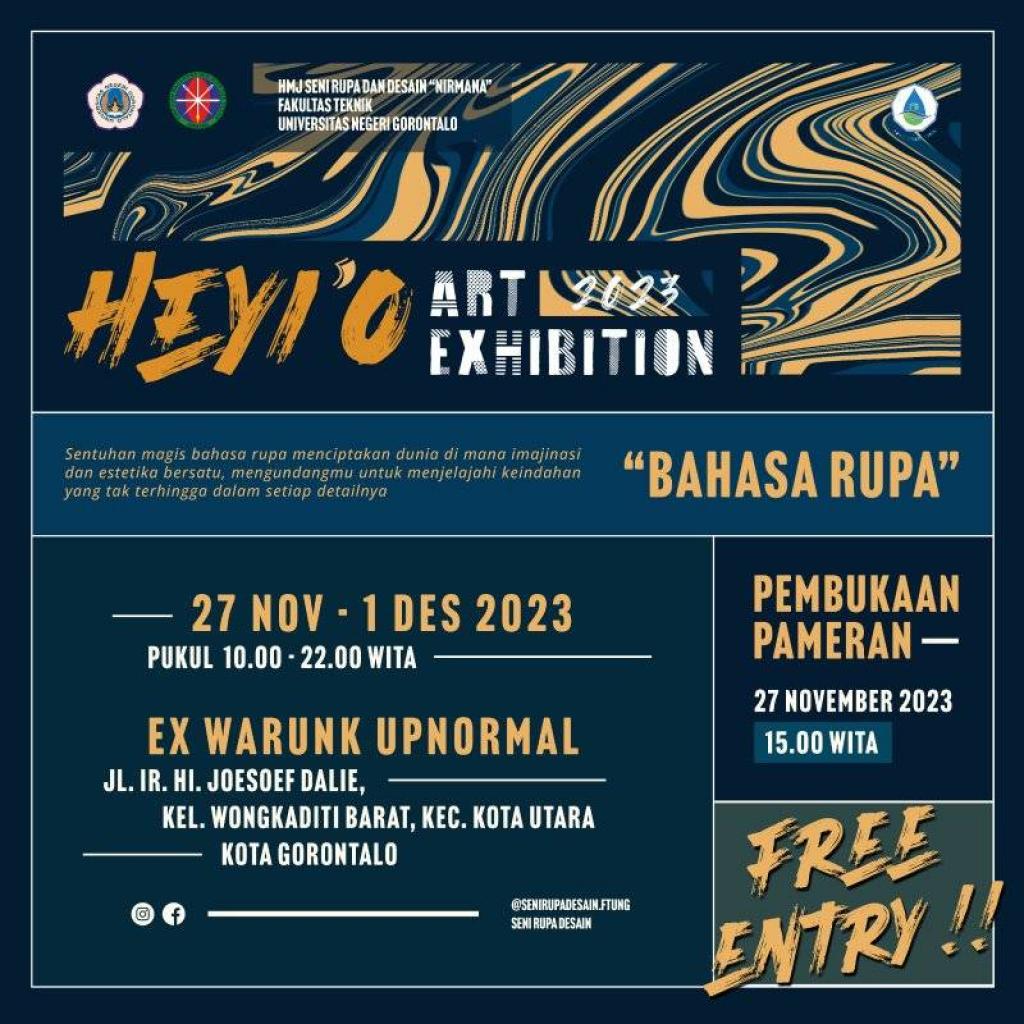 HMJ SENI RUPA DAN DESAIN "NIRMANA"
FAKULTAS TEKNIK
UNIVERSITAS NEGERI GORONTALO
HEYI'O
ART 2023
EXHIBITION
Sentuhan magis bahasa rupa menciptakan dunia di mana imajinasi
dan estetika bersatu, mengundangmu untuk menjelajahi keindahan
yang tak terhingga dalam setiap detailnya
"BAHASA RUPA"
27 NOV - 1 DES 2023
PUKUL 10.00 - 22.00 WITA
EX WARUNK UPNORMAL
JL. IR. HI. JOESOEF DALIE,
KEL. WONGKADITI BARAT, KEC. KOTA UTARA
KOTA GORONTALO
@SENIRUPADESAIN.FTUNG
SENI RUPA DESAIN
PEMBUKAAN
PAMERAN
27 NOVEMBER 2023
15.00 WITA
FREE
ENTRY !!